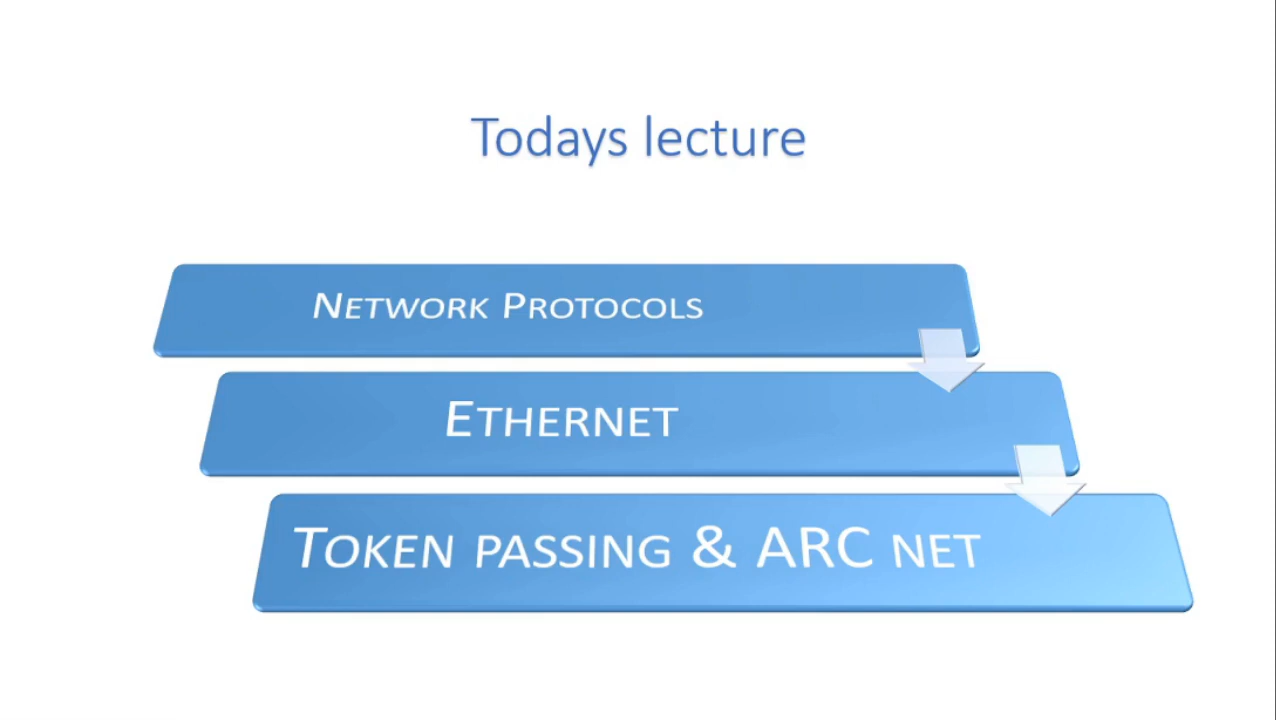 Todays lecture
NETWORK PROTOCOLS
ETHERNET
TOKEN PASSING & ARC NET